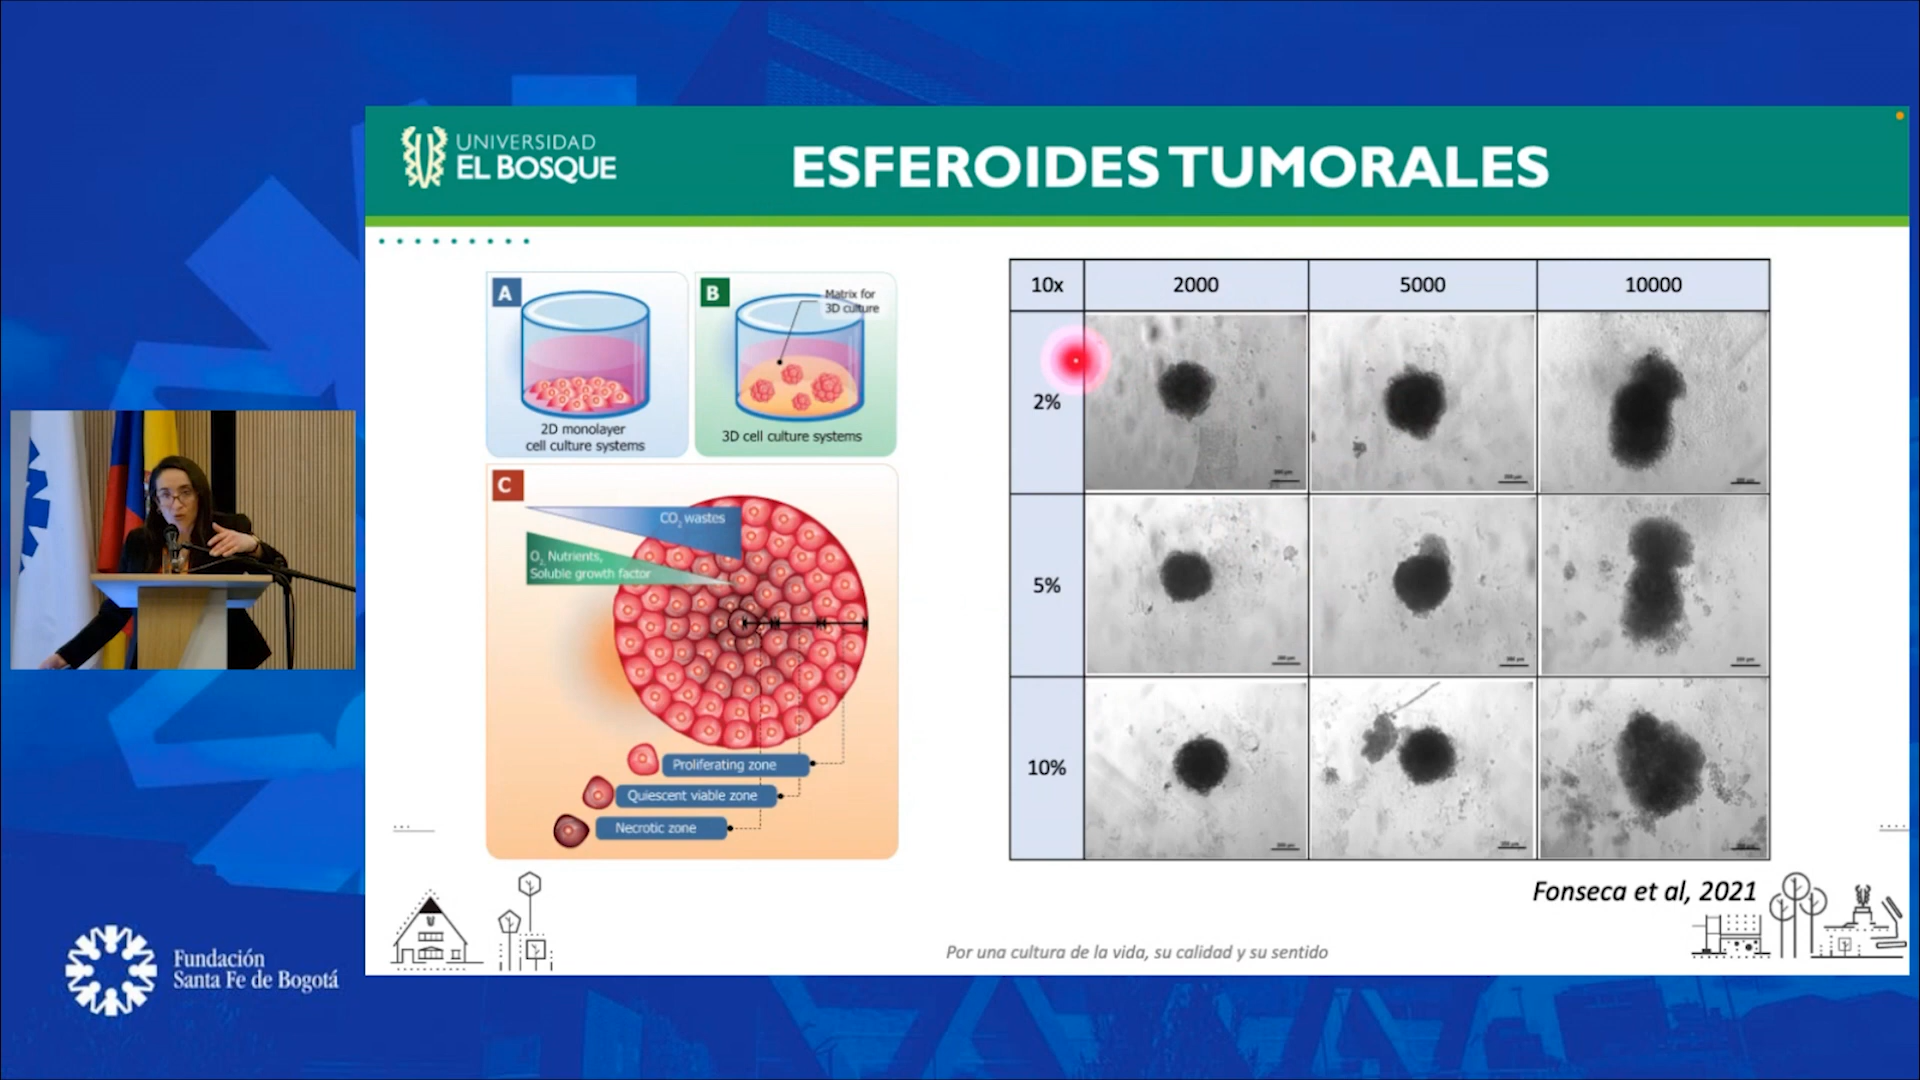 UNIVERSIDAD
EL BOSQUE
ESFEROIDES TUMORALES
A
2D monolayer
cell culture systems
B
Matrix for
3D culture
3D cell culture systems
C
CO2 wastes
O2 Nutrients,
Soluble growth factor
Proliferating zone
Quiescent viable zone
Necrotic zone
10x 2000 5000 10000
2%
5%
10%
Fonseca et al, 2021
Por una cultura de la vida, su calidad y su sentido
Fundación
Santa Fe de Bogotá